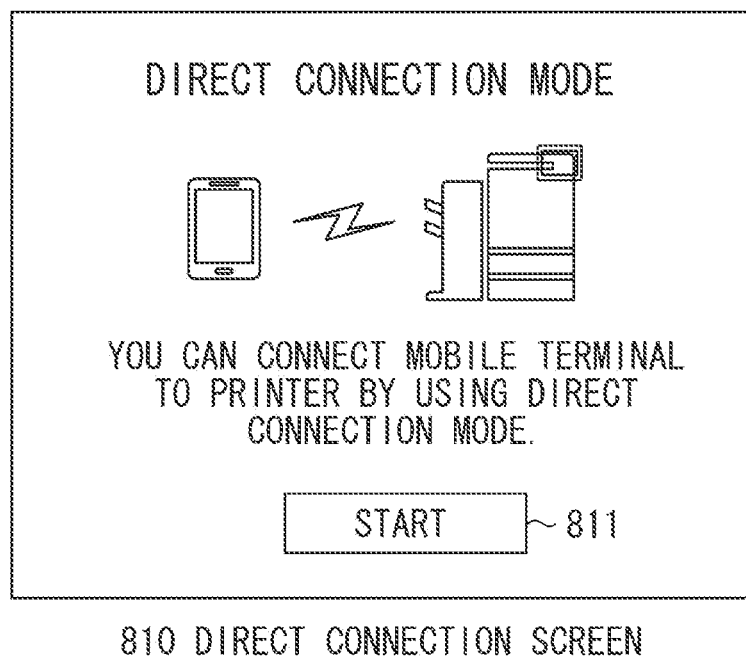 DIRECT CONNECTION MODE
YOU CAN CONNECT MOBILE TERMINAL
TO PRINTER BY USING DIRECT
CONNECTION MODE.
START
811
810 DIRECT CONNECTION SCREEN